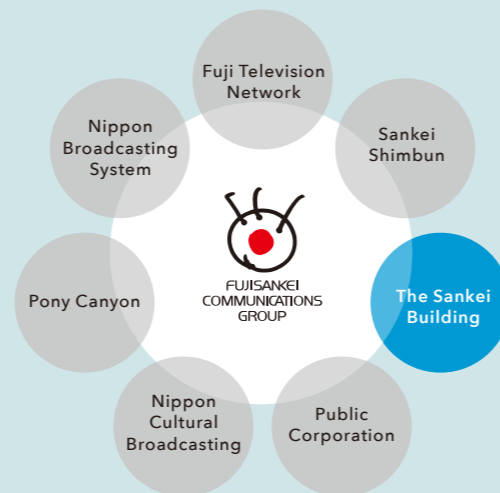 Fuji Television
Network
Nippon
Broadcasting
System
Sankei
Shimbun
FUJISANKEI
COMMUNICATIONS
GROUP
Pony Canyon
The Sankei
Building
Nippon
Cultural
Broadcasting
Public
Corporation